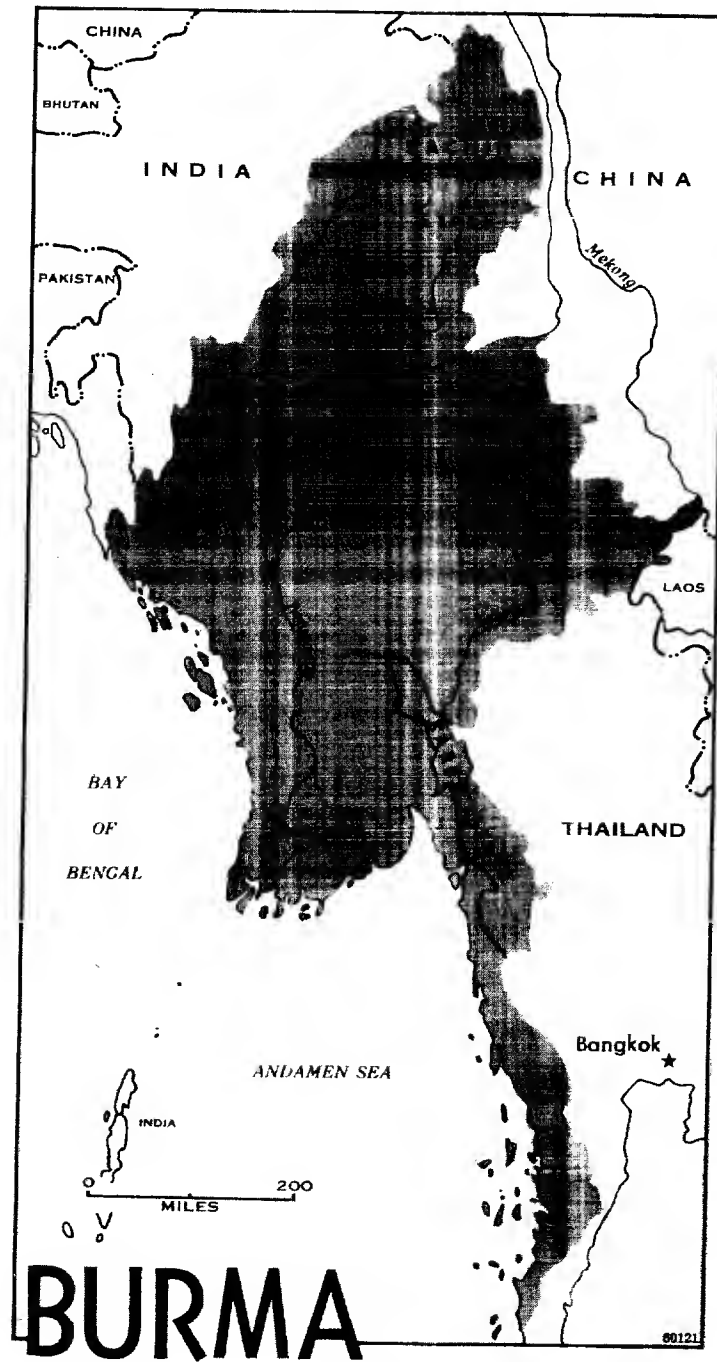 CHINA
BHUTAN
INDIA
CHINA
Mekong
PAKISTAN
LAOS
BAY
OF
BENGAL
THAILAND
Bangkok
ANDAMEN SEA
INDIA
0 200
MILES
BURMA
60121